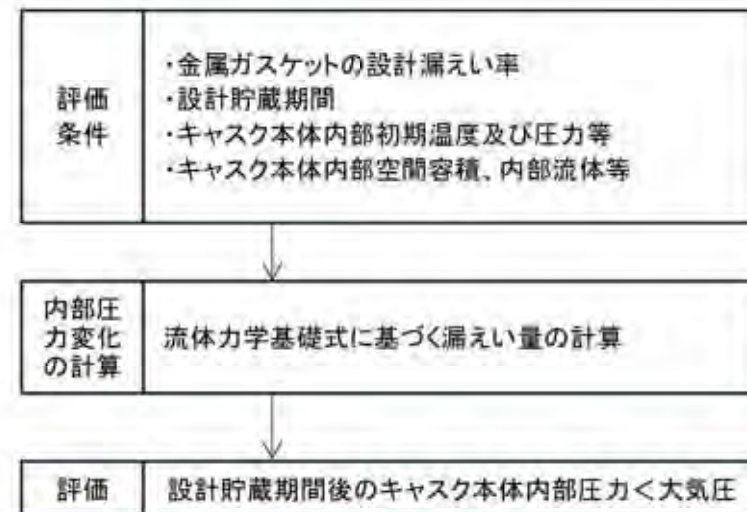 評価
条件
・金属ガスケットの設計漏えい率
・設計貯蔵期間
・キャスク本体内部初期温度及び圧力等
・キャスク本体内部空間容積、内部流体等
内部圧
力変化
の計算
流体力学基礎式に基づく漏えい量の計算
評価
設計貯蔵期間後のキャスク本体内部圧力<大気圧